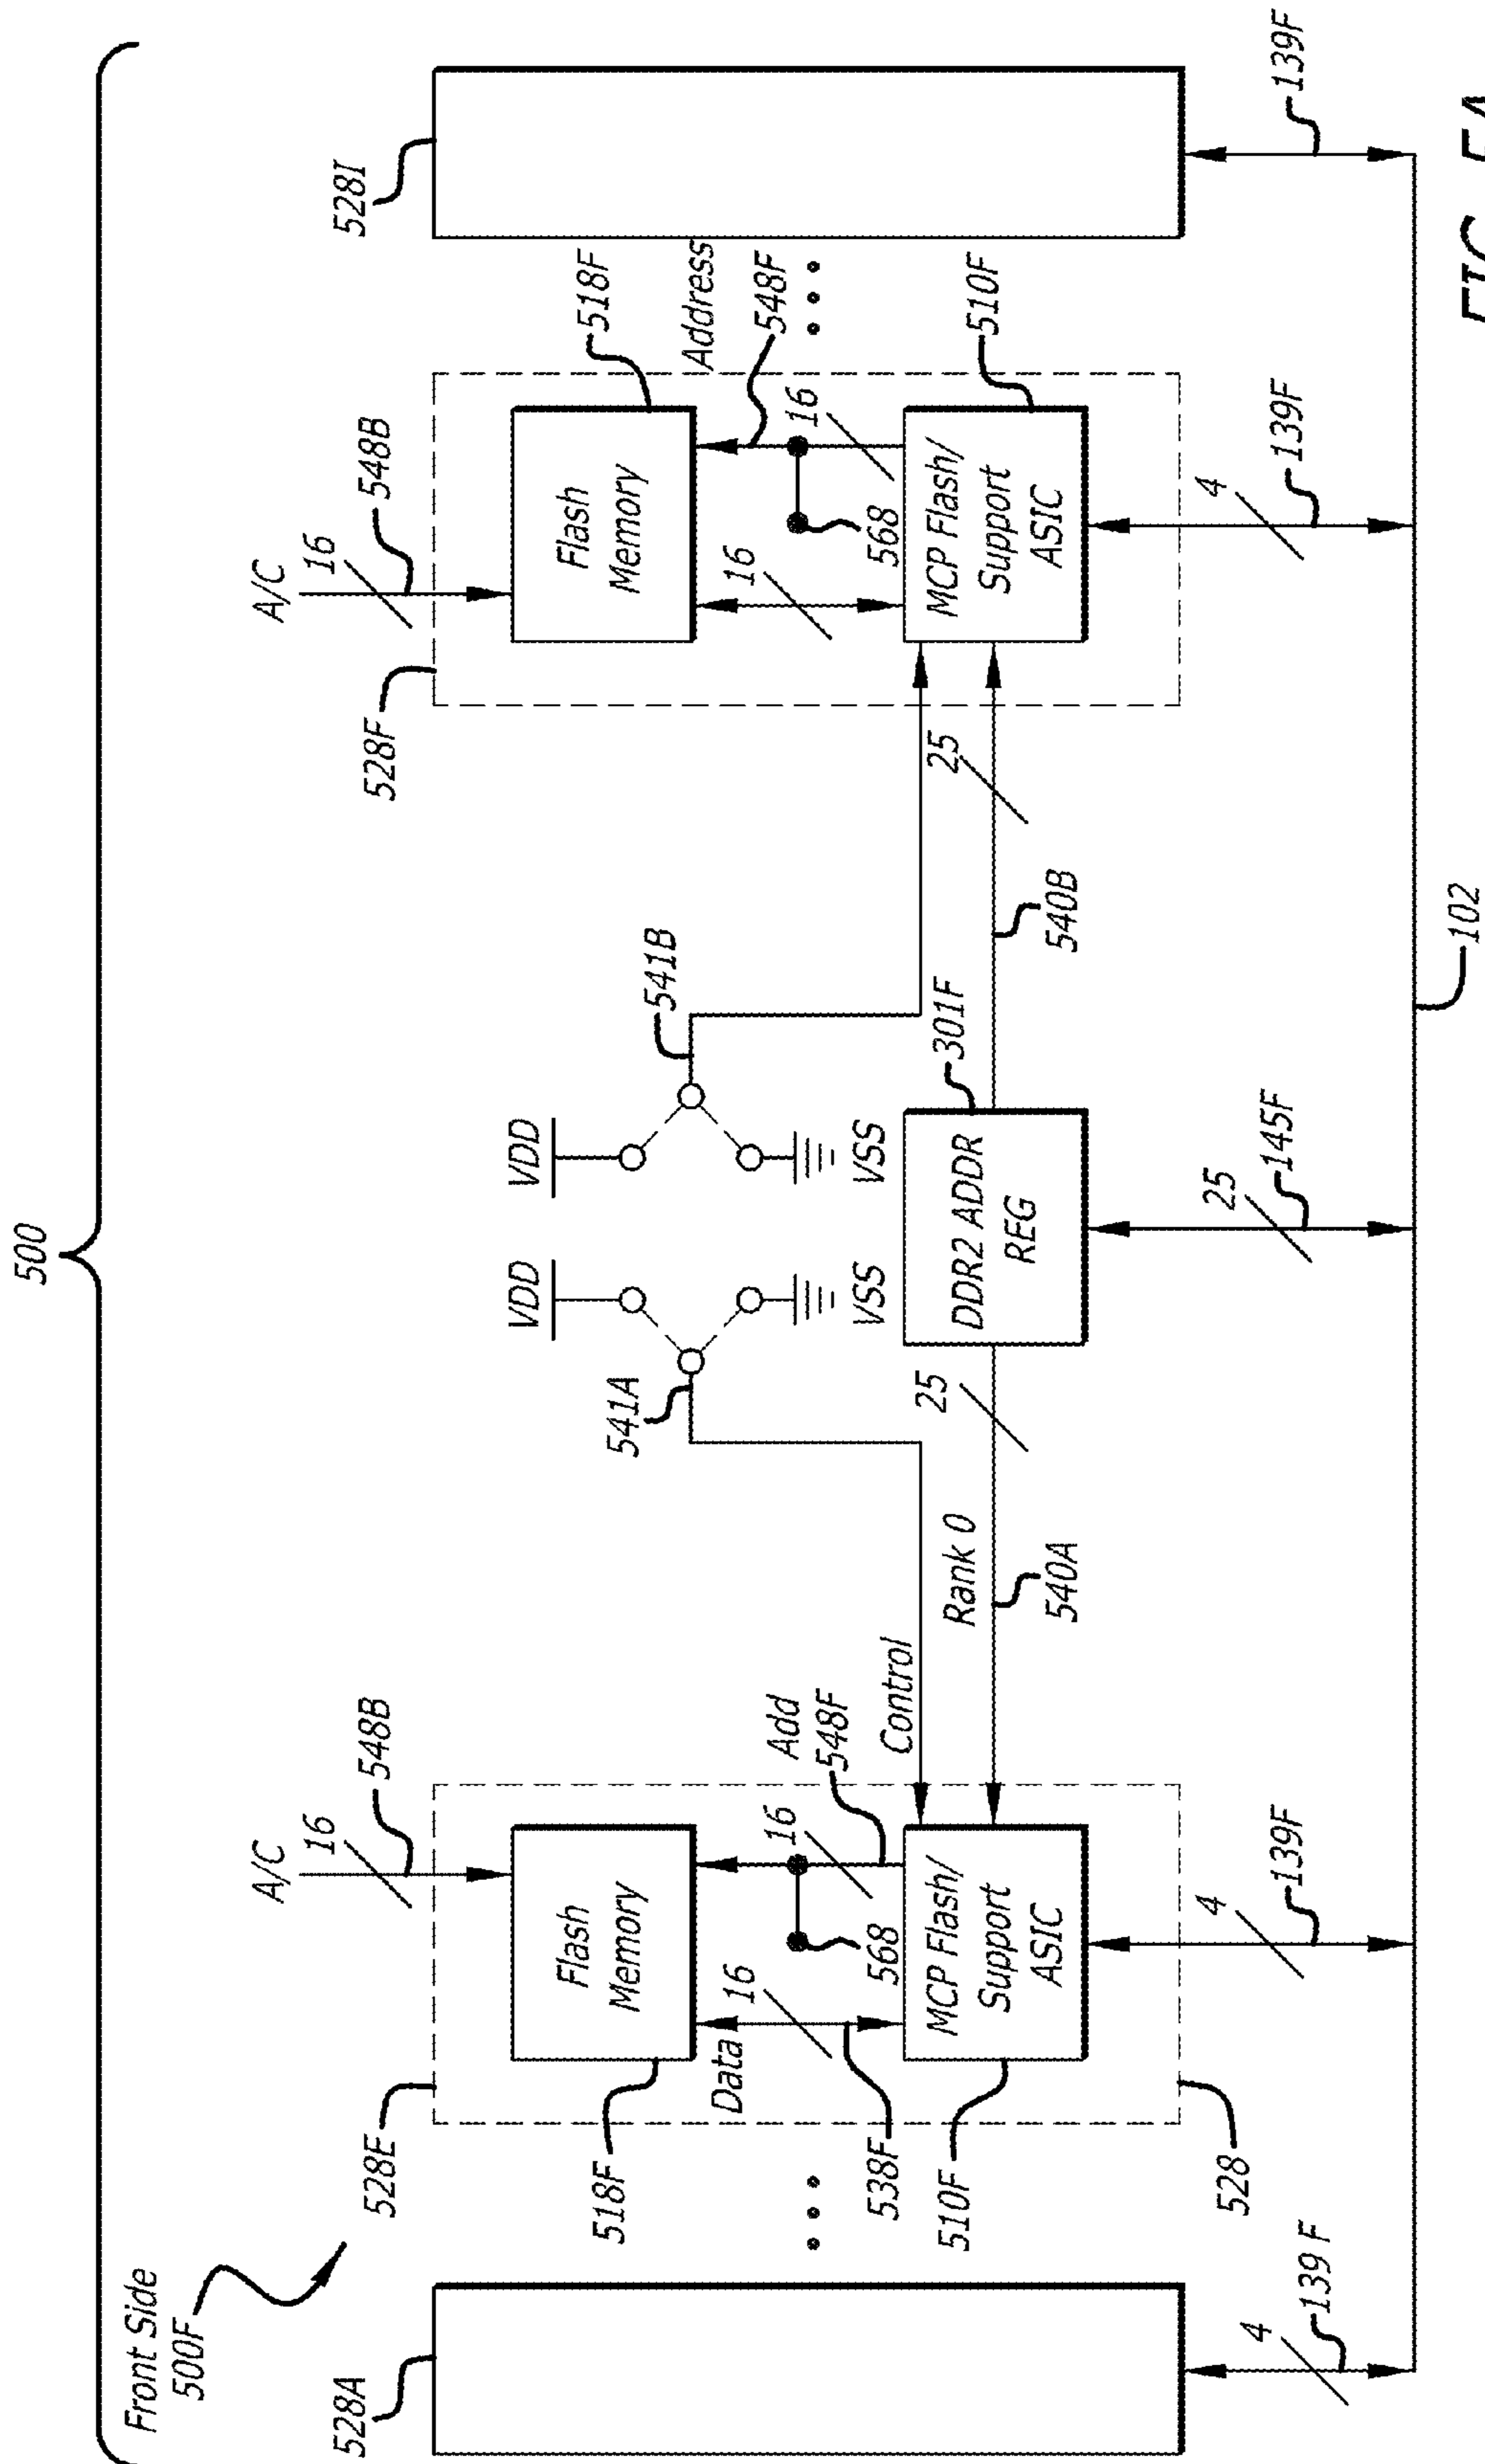 500
Front Side
500F
528A
528E
A/C
16
548B
541A
VDD
VDD
541B
528F
A/C
16
548B
528I
518F
Flash
Memory
Data
16
538F
568
16
Add
548F
Control
VSS
VSS
Flash
Memory
518F
Address
16
568
16
548F
510F
MCP Flash/
Support
ASIC
Rank 0
540A
25
DDR2 ADDR
REG
301F
25
540B
MCP Flash/
Support
ASIC
510F
528
4
139 F
4
139F
25
145F
4
139F
139F
102